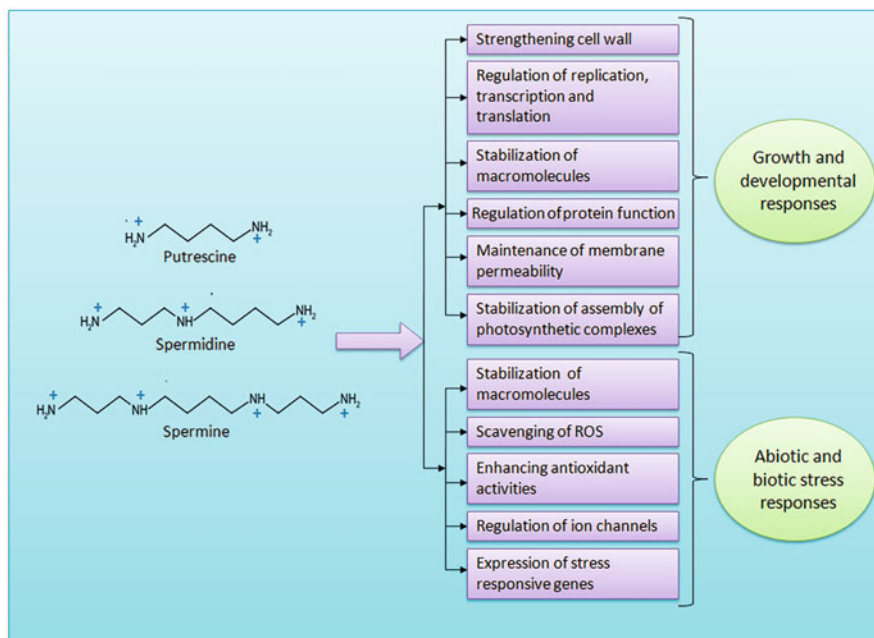 H₂N
+
NH₂
+
Putrescine
H₂N
+
NH
+
NH₂
+
Spermidine
H₂N
+
NH
+
NH
+
NH₂
+
Spermine
Strengthening cell wall
Regulation of replication,
transcription and
translation
Stabilization of
macromolecules
Regulation of protein function
Maintenance of membrane
permeability
Stabilization of assembly of
photosynthetic complexes
Growth and
developmental
responses
Stabilization of
macromolecules
Scavenging of ROS
Enhancing antioxidant
activities
Regulation of ion channels
Expression of stress
responsive genes
Abiotic and
biotic stress
responses